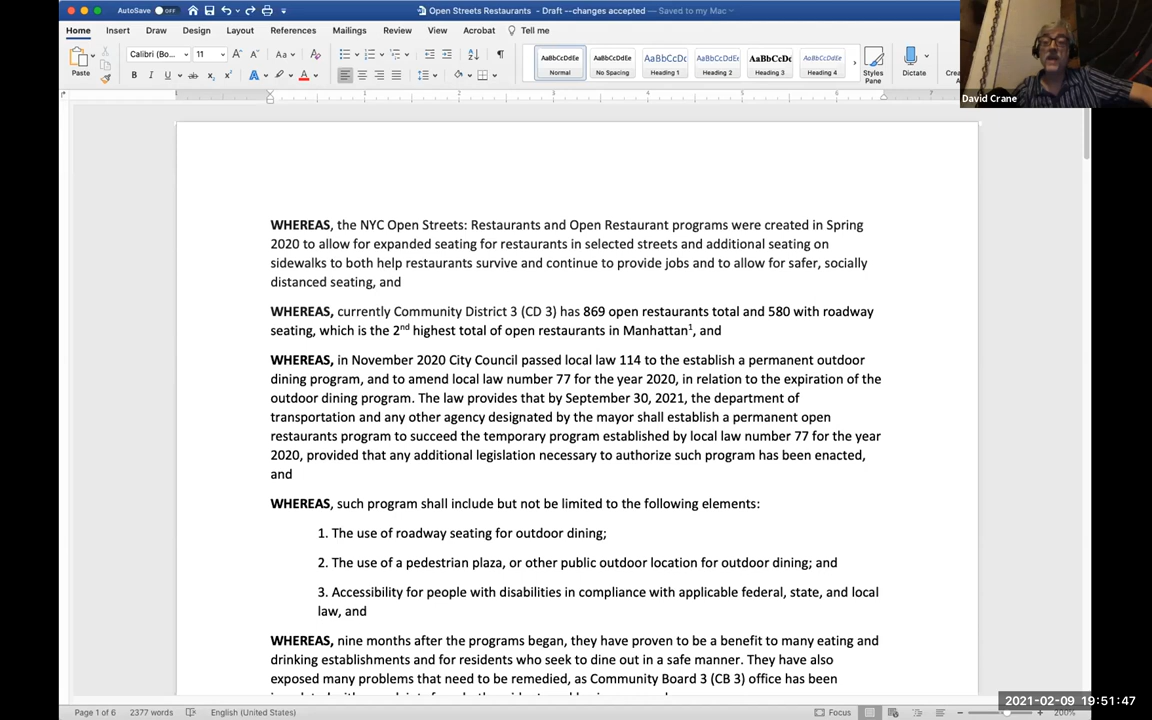 AutoSave OFF
Open Streets Restaurants - Draft --changes accepted — Saved to my Mac
Home Insert Draw Design Layout References Mailings Review View Acrobat Tell me
Paste
Calibri (Bo... 11
AaBbCcDdEe AaBbCcDdEe AaBbCcDc AaBbCcDdEe AaBbCcDc AaBbCcDdEe
Normal No Spacing Heading 1 Heading 2 Heading 3 Heading 4
Styles Pane
Dictate
David Crane
WHEREAS, the NYC Open Streets: Restaurants and Open Restaurant programs were created in Spring
2020 to allow for expanded seating for restaurants in selected streets and additional seating on
sidewalks to both help restaurants survive and continue to provide jobs and to allow for safer, socially
distanced seating, and
WHEREAS, currently Community District 3 (CD 3) has 869 open restaurants total and 580 with roadway
seating, which is the 2nd highest total of open restaurants in Manhattan1, and
WHEREAS, in November 2020 City Council passed local law 114 to the establish a permanent outdoor
dining program, and to amend local law number 77 for the year 2020, in relation to the expiration of the
outdoor dining program. The law provides that by September 30, 2021, the department of
transportation and any other agency designated by the mayor shall establish a permanent open
restaurants program to succeed the temporary program established by local law number 77 for the year
2020, provided that any additional legislation necessary to authorize such program has been enacted,
and
WHEREAS, such program shall include but not be limited to the following elements:
1. The use of roadway seating for outdoor dining;
2. The use of a pedestrian plaza, or other public outdoor location for outdoor dining; and
3. Accessibility for people with disabilities in compliance with applicable federal, state, and local
law, and
WHEREAS, nine months after the programs began, they have proven to be a benefit to many eating and
drinking establishments and for residents who seek to dine out in a safe manner. They have also
exposed many problems that need to be remedied, as Community Board 3 (CB 3) office has been
Page 1 of 6 2377 words English (United States) Focus 200%
2021-02-09 19:51:47